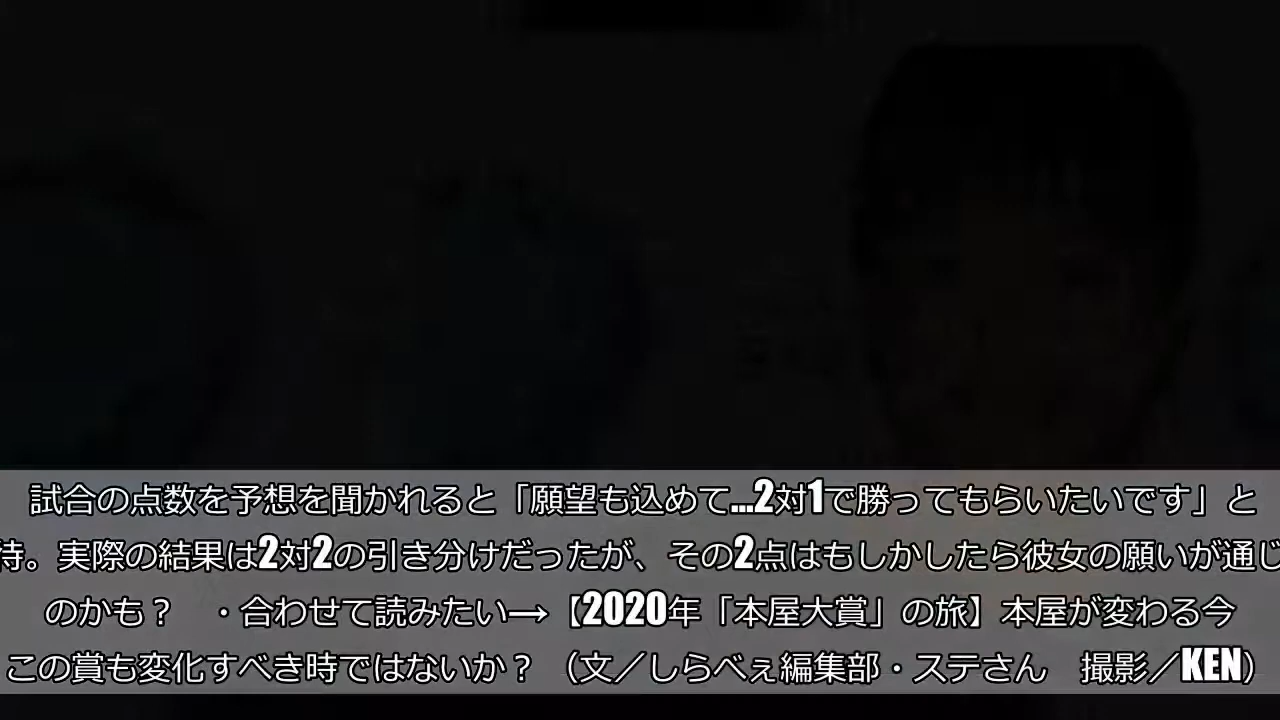 試合の点数を予想を聞かれると「願望も込めて...2対1で勝ってもらいたいです」と
待。実際の結果は2対2の引き分けだったが、その2点はもしかしたら彼女の願いが通じ
のかも？　・合わせて読みたい→【2020年「本屋大賞」の旅】本屋が変わる今
この賞も変化すべき時ではないか？（文／しらべぇ編集部・ステさん　撮影／KEN）